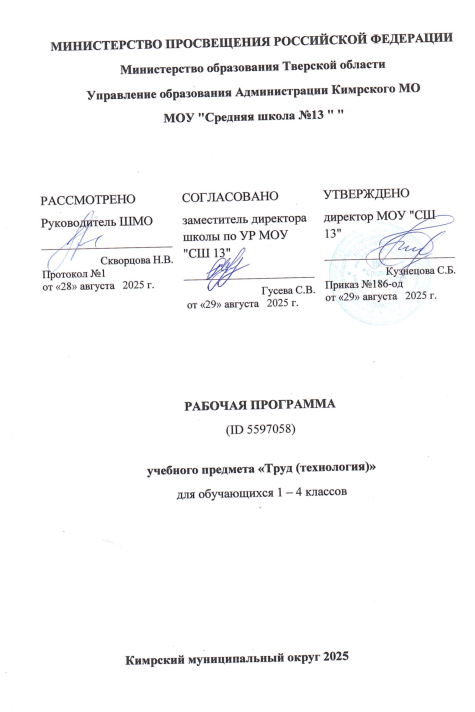 МИНИСТЕРСТВО ПРОСВЕЩЕНИЯ РОССИЙСКОЙ ФЕДЕРАЦИИ
Министерство образования Тверской области
Управление образования Администрации Кимрского МО
МОУ "Средняя школа №13 " "
РАССМОТРЕНО
Руководитель ШМО
Скворцова Н.В.
Протокол №1
от «28» августа 2025 г.
СОГЛАСОВАНО
заместитель директора
школы по УР МОУ
"СШ 13"
Гусева С.В.
от «29» августа 2025 г.
УТВЕРЖДЕНО
директор МОУ "СШ
13"
Кузнецова С.Б.
Приказ №186-од
от «29» августа 2025 г.
РАБОЧАЯ ПРОГРАММА
(ID 5597058)
учебного предмета «Труд (технология)»
для обучающихся 1 – 4 классов
Кимрский муниципальный округ 2025